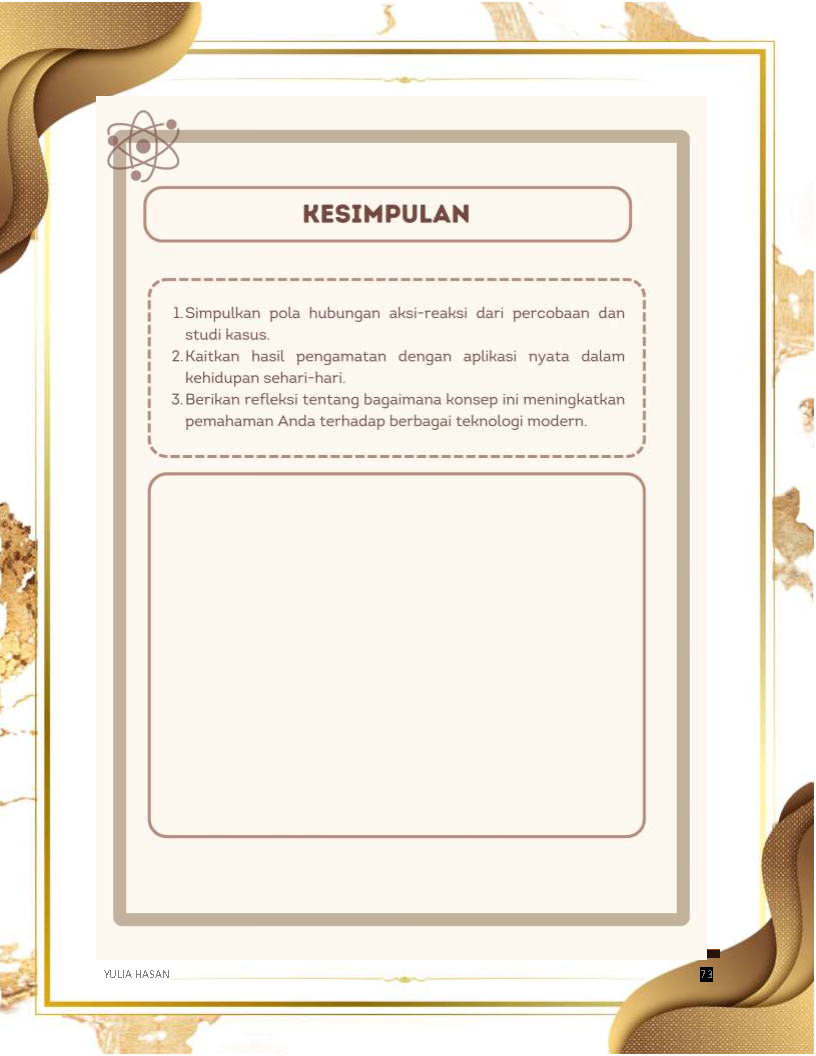 KESIMPULAN
1. Simpulkan pola hubungan aksi-reaksi dari percobaan dan
studi kasus.
2. Kaitkan hasil pengamatan dengan aplikasi nyata dalam
kehidupan sehari-hari.
3. Berikan refleksi tentang bagaimana konsep ini meningkatkan
pemahaman Anda terhadap berbagai teknologi modern.
YULIA HASAN
73